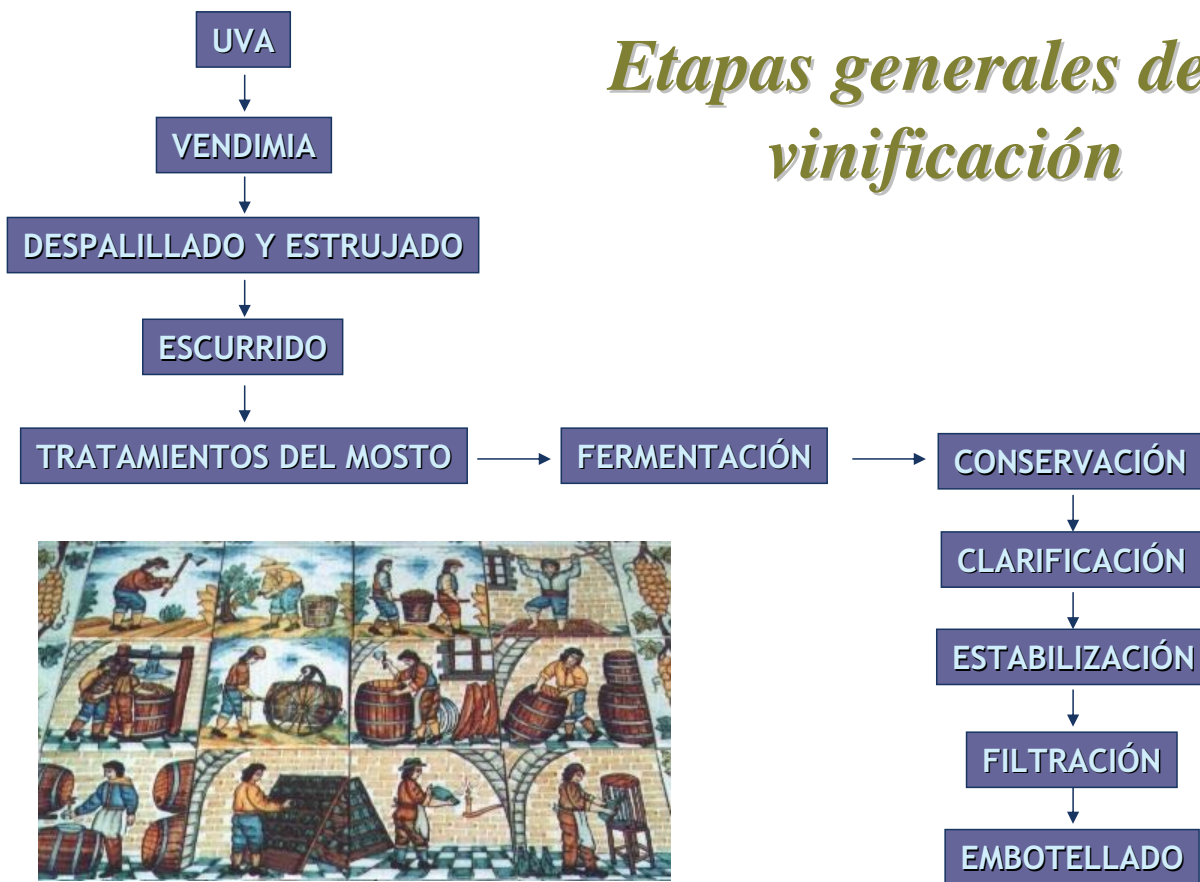 Etapas generales de
vinificación
UVA
VENDIMIA
DESPALILLADO Y ESTRUJADO
ESCURRIDO
TRATAMIENTOS DEL MOSTO
FERMENTACIÓN
CONSERVACIÓN
CLARIFICACIÓN
ESTABILIZACIÓN
FILTRACIÓN
EMBOTELLADO